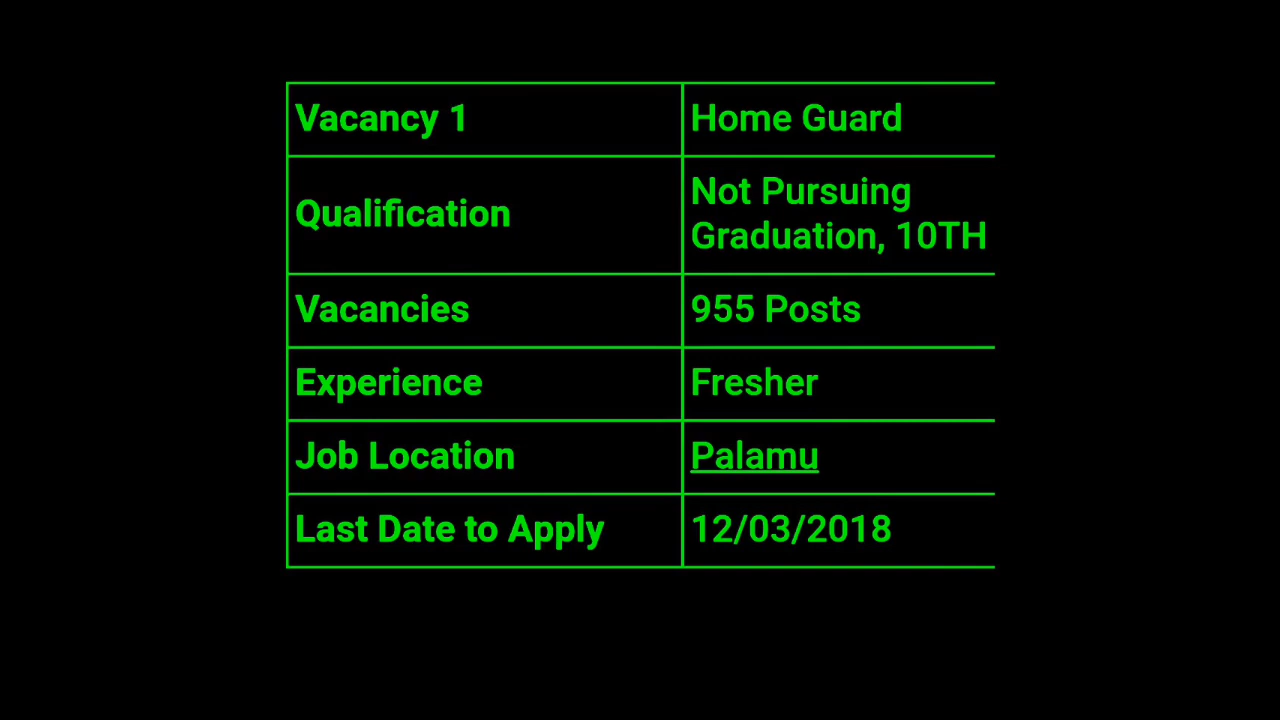 Vacancy 1 Home Guard
Qualification Not Pursuing
Graduation, 10TH
Vacancies 955 Posts
Experience Fresher
Job Location Palamu
Last Date to Apply 12/03/2018